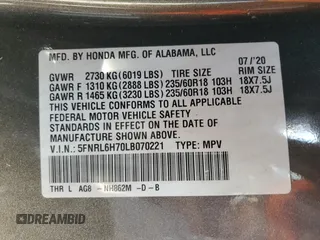 MFD. BY HONDA MFG. OF ALABAMA, LLC
07/'20
GVWR 2730 KG (6019 LBS) TIRE SIZE RIM SIZE
GAWR F 1310 KG (2888 LBS) 235/60R18 103H 18X7.5J
GAWR R 1465 KG (3230 LBS) 235/60R18 103H 18X7.5J
THIS VEHICLE CONFORMS TO ALL APPLICABLE
FEDERAL MOTOR VEHICLE SAFETY
STANDARDS IN EFFECT ON THE DATE OF
MANUFACTURE SHOWN ABOVE.
V.I.N: 5FNRL6H70LB070221 TYPE: MPV
THR L AG8 NH862M -D-B
DREAMBID